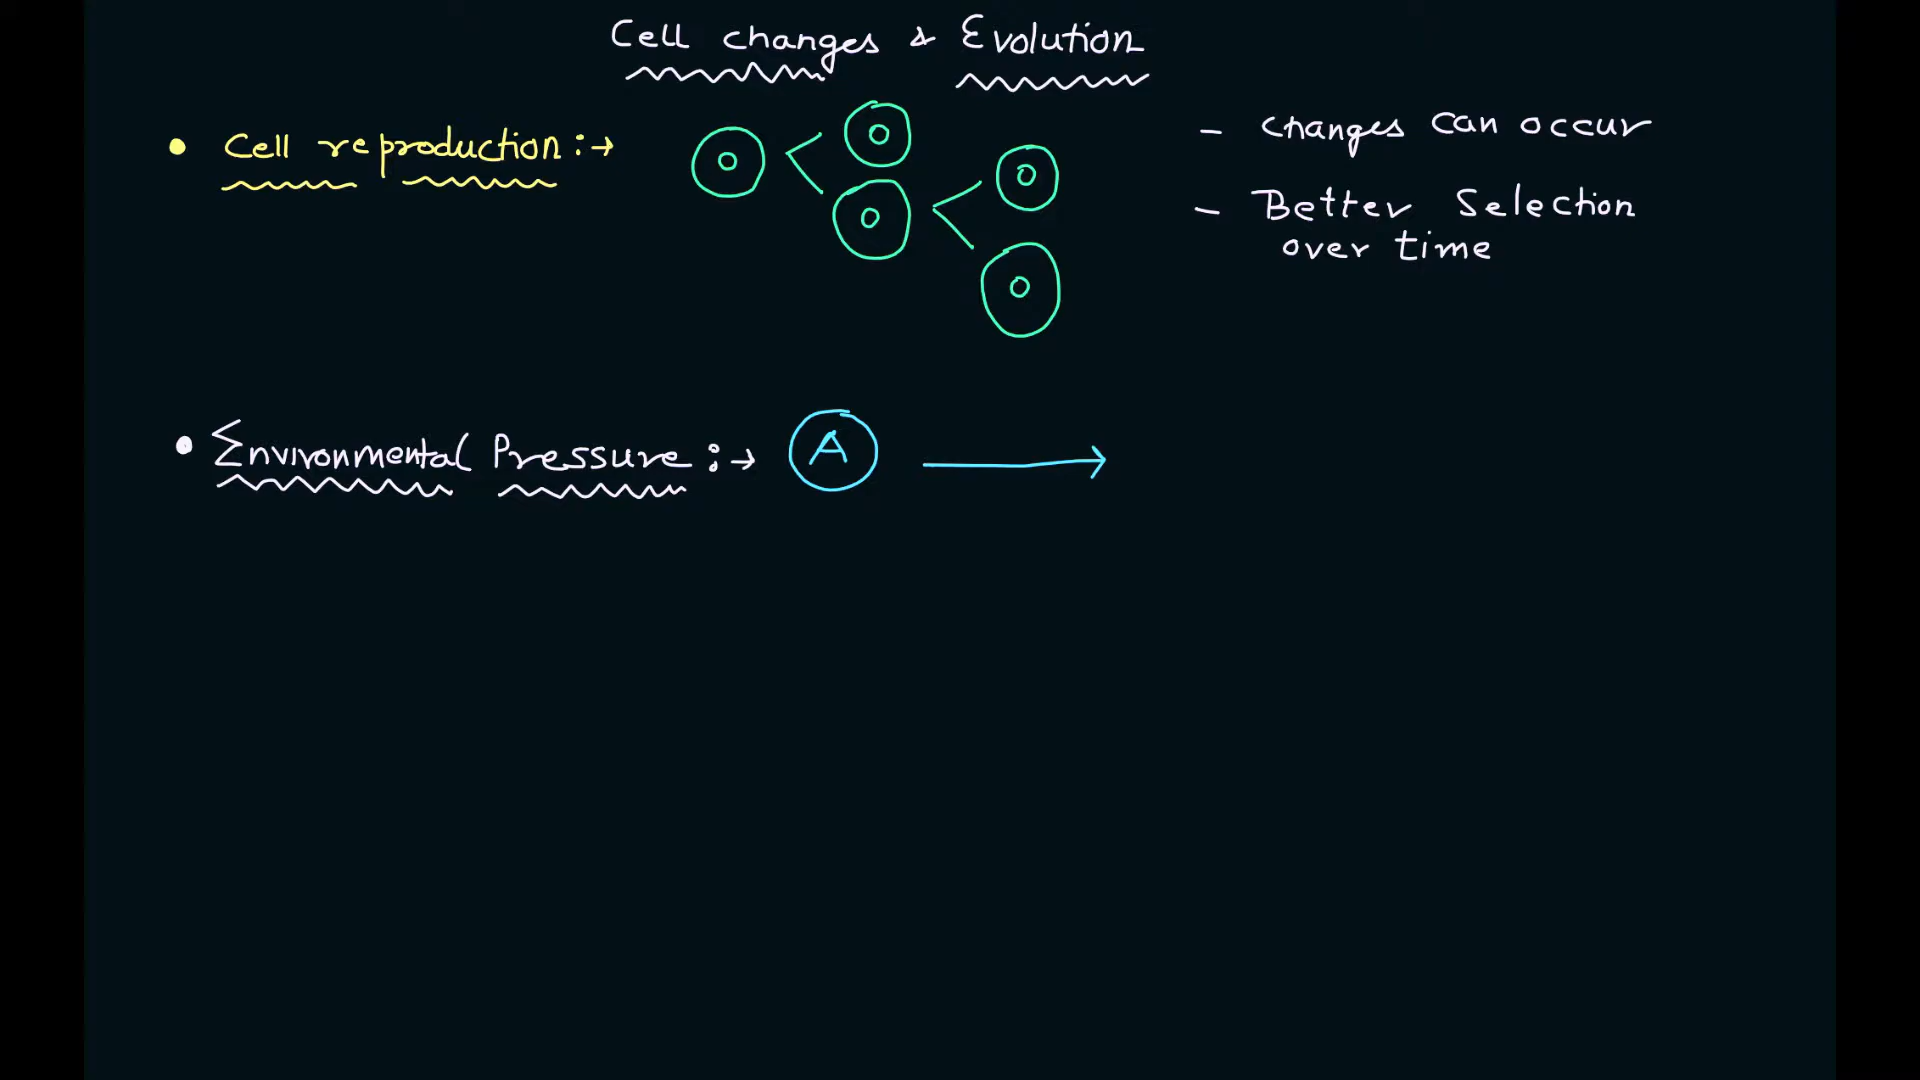 Cell changes & Evolution
• Cell reproduction :→
- Changes can occur
- Better Selection
over time
• Environmental Pressure :→ A →